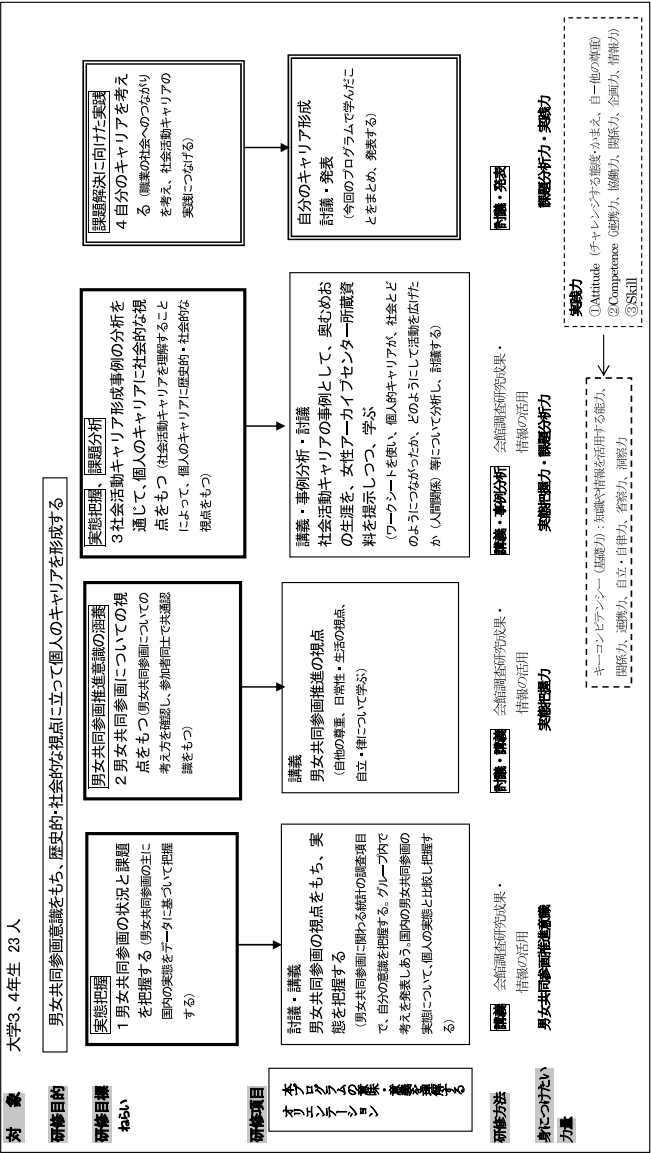 対　象
大学3、4年生　23人
研修目的
男女共同参画意識をもち、歴史的・社会的な視点に立って個人のキャリアを形成する
研修目標
ねらい
実態把握
1 男女共同参画の状況と課題
を把握する（男女共同参画の主に
国内の実態をデータに基づいて把握
する）
男女共同参画推進意識の涵養
2 男女共同参画についての視
点をもつ（男女共同参画についての
考え方を確認し、参加者同士で共通認
識をもつ）
実態把握、課題分析
3 社会活動キャリア形成事例の分析を
通じて、個人のキャリアに社会的な視
点をもつ（社会活動キャリアを理解すること
によって、個人のキャリアに歴史的・社会的な
視点をもつ）
課題解決に向けた実践
4 自分のキャリアを考え
る（職業の社会へのつながり
を考え、社会活動キャリアの
実践につなげる）
研修項目
オリエンテーション
本プログラムの意味・意義を理解する
討議・講義
男女共同参画の視点をもち、実
態を把握する
（男女共同参画に関わる統計の調査項目
で、自分の意識を把握する。グループ内で
考えを発表しあう。国内の男女共同参画の
実態について、個人の実態と比較し把握す
る）
講義
男女共同参画推進の視点
（自他の尊重、日常性・生活の視点、
自立・律について学ぶ）
講義・事例分析・討議
社会活動キャリアの事例として、奥むめお
の生涯を、女性アーカイブセンター所蔵資
料を提示しつつ、学ぶ
（ワークシートを使い、個人的キャリアが、社会とど
のようにつながったか、どのようにして活動を広げた
か（人間関係）等について分析し、討議する）
自分のキャリア形成
討議・発表
（今回のプログラムで学んだこ
とをまとめ、発表する）
研修方法
講義　会館調査研究成果・
情報の活用
討議・講義　会館調査研究成果・
情報の活用
講義・事例分析　会館調査研究成果・
情報の活用
討議・発表
身につけたい
力量
男女共同参画推進意識
実態把握力
実態把握力・課題分析力
課題分析力・実践力
キーコンピテンシー（基礎力）：知識や情報を活用する能力、
関係力、連携力、自立・自律力、省察力、洞察力
実践力
①Attitude（チャレンジする態度・かまえ、自－他の尊重）
②Competence（連携力、協働力、関係力、企画力、情報力）
③Skill